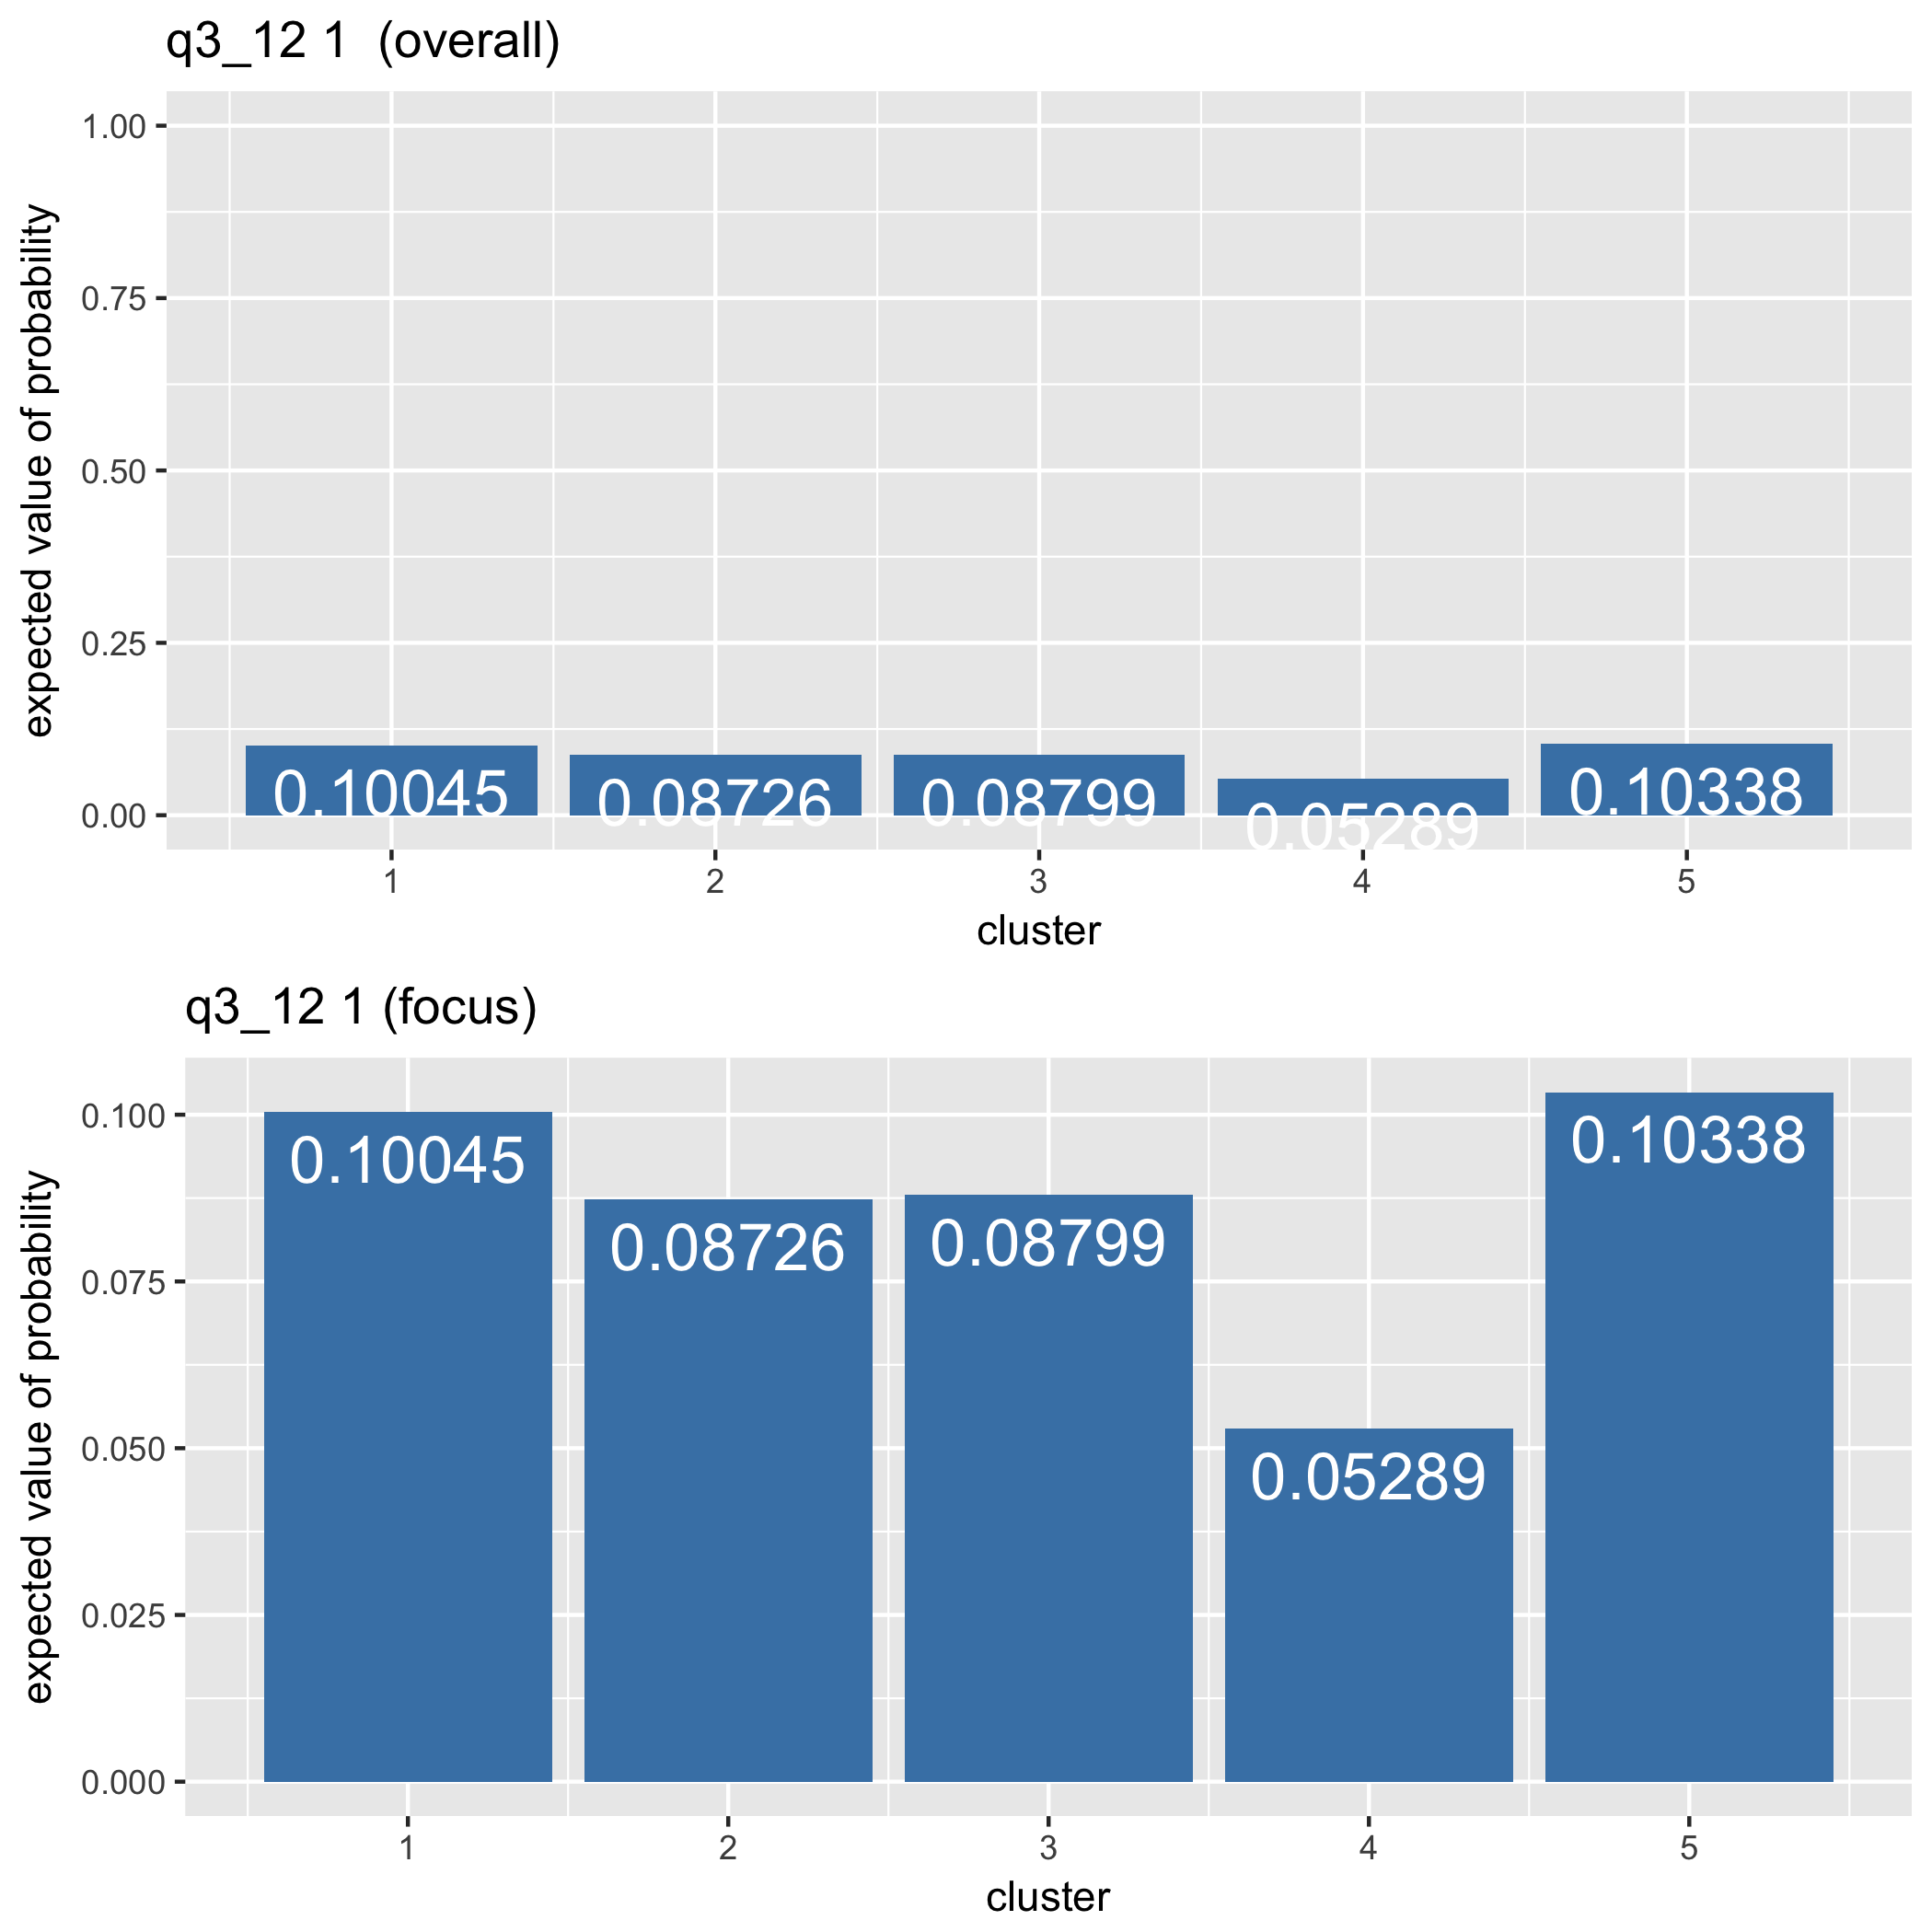 q3_12 1 (overall)
expected value of probability
1.00
0.75
0.50
0.25
0.00
0.10045
0.08726
0.08799
0.05289
0.10338
1 2 3 4 5
cluster
q3_12 1 (focus)
expected value of probability
0.100
0.075
0.050
0.025
0.000
0.10045
0.08726
0.08799
0.05289
0.10338
1 2 3 4 5
cluster